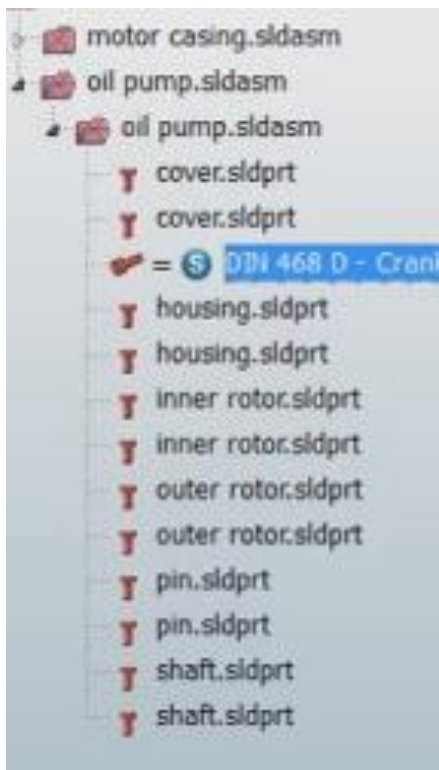 motor casing.sldasm
oil pump.sldasm
oil pump.sldasm
cover.sldprt
cover.sldprt
= S DIN 468 D - Crank
housing.sldprt
housing.sldprt
inner rotor.sldprt
inner rotor.sldprt
outer rotor.sldprt
outer rotor.sldprt
pin.sldprt
pin.sldprt
shaft.sldprt
shaft.sldprt